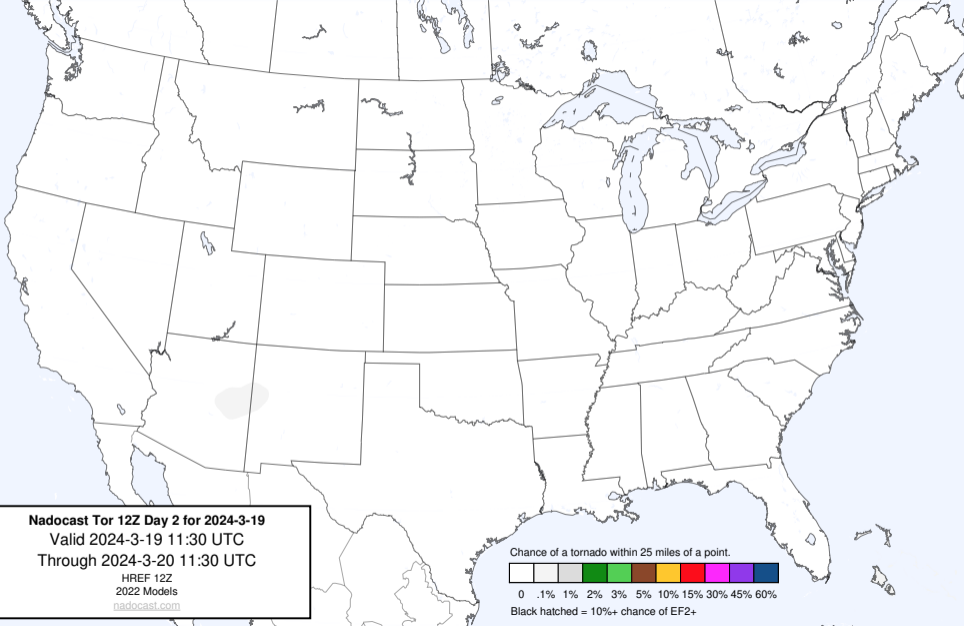 Nadocast Tor 12Z Day 2 for 2024-3-19
Valid 2024-3-19 11:30 UTC
Through 2024-3-20 11:30 UTC
HREF 12Z
2022 Models
nadocast.com
Chance of a tornado within 25 miles of a point.
0 .1% 1% 2% 3% 5% 10% 15% 30% 45% 60%
Black hatched = 10%+ chance of EF2+